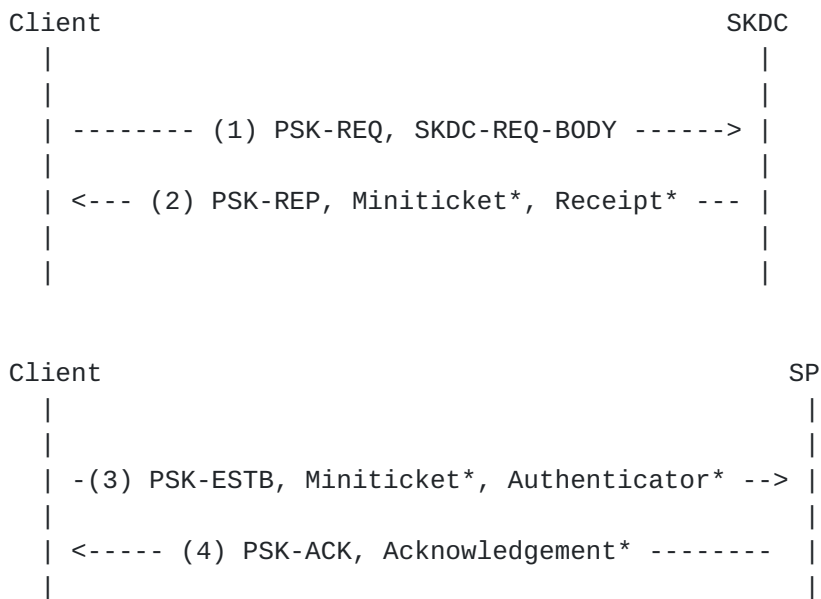 Client SKDC
| |
| |
| -------- (1) PSK-REQ, SKDC-REQ-BODY ------> |
| |
| <--- (2) PSK-REP, Miniticket*, Receipt* --- |
| |
| |
Client SP
| |
| |
| -(3) PSK-ESTB, Miniticket*, Authenticator* --> |
| |
| <----- (4) PSK-ACK, Acknowledgement* -------- |
| |